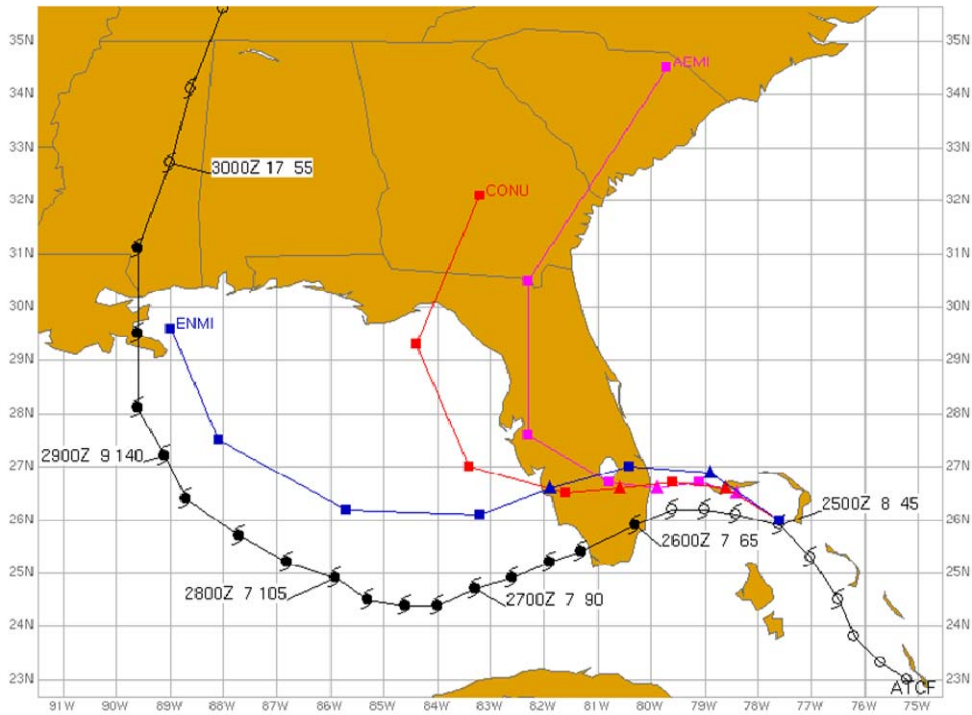 35N 35N
AEMI
34N 34N
33N 33N
3000Z 17 55
32N CONU 32N
31N 31N
30N 30N
ENMI
29N 29N
28N 28N
2900Z 9 140
27N 27N
2500Z 8 45
26N 26N
2600Z 7 65
25N 25N
2800Z 7 105
2700Z 7 90
24N 24N
23N ATCF 23N
91W 90W 89W 88W 87W 86W 85W 84W 83W 82W 81W 80W 79W 78W 77W 76W 75W